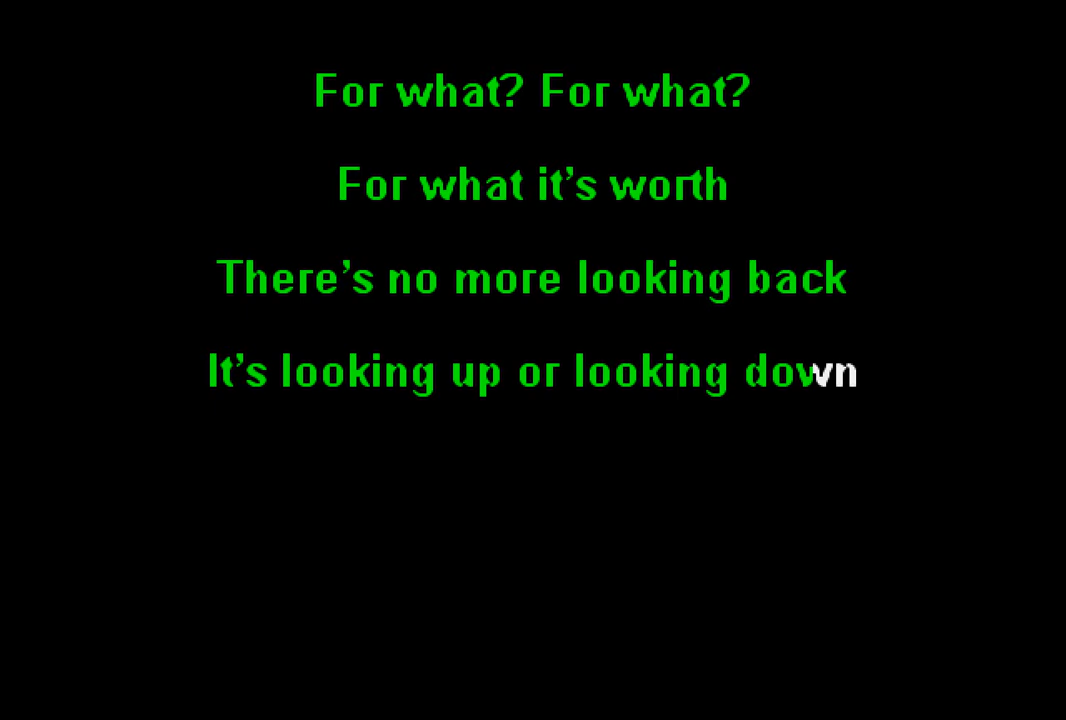 For what? For what?
For what it's worth
There's no more looking back
It's looking up or looking down